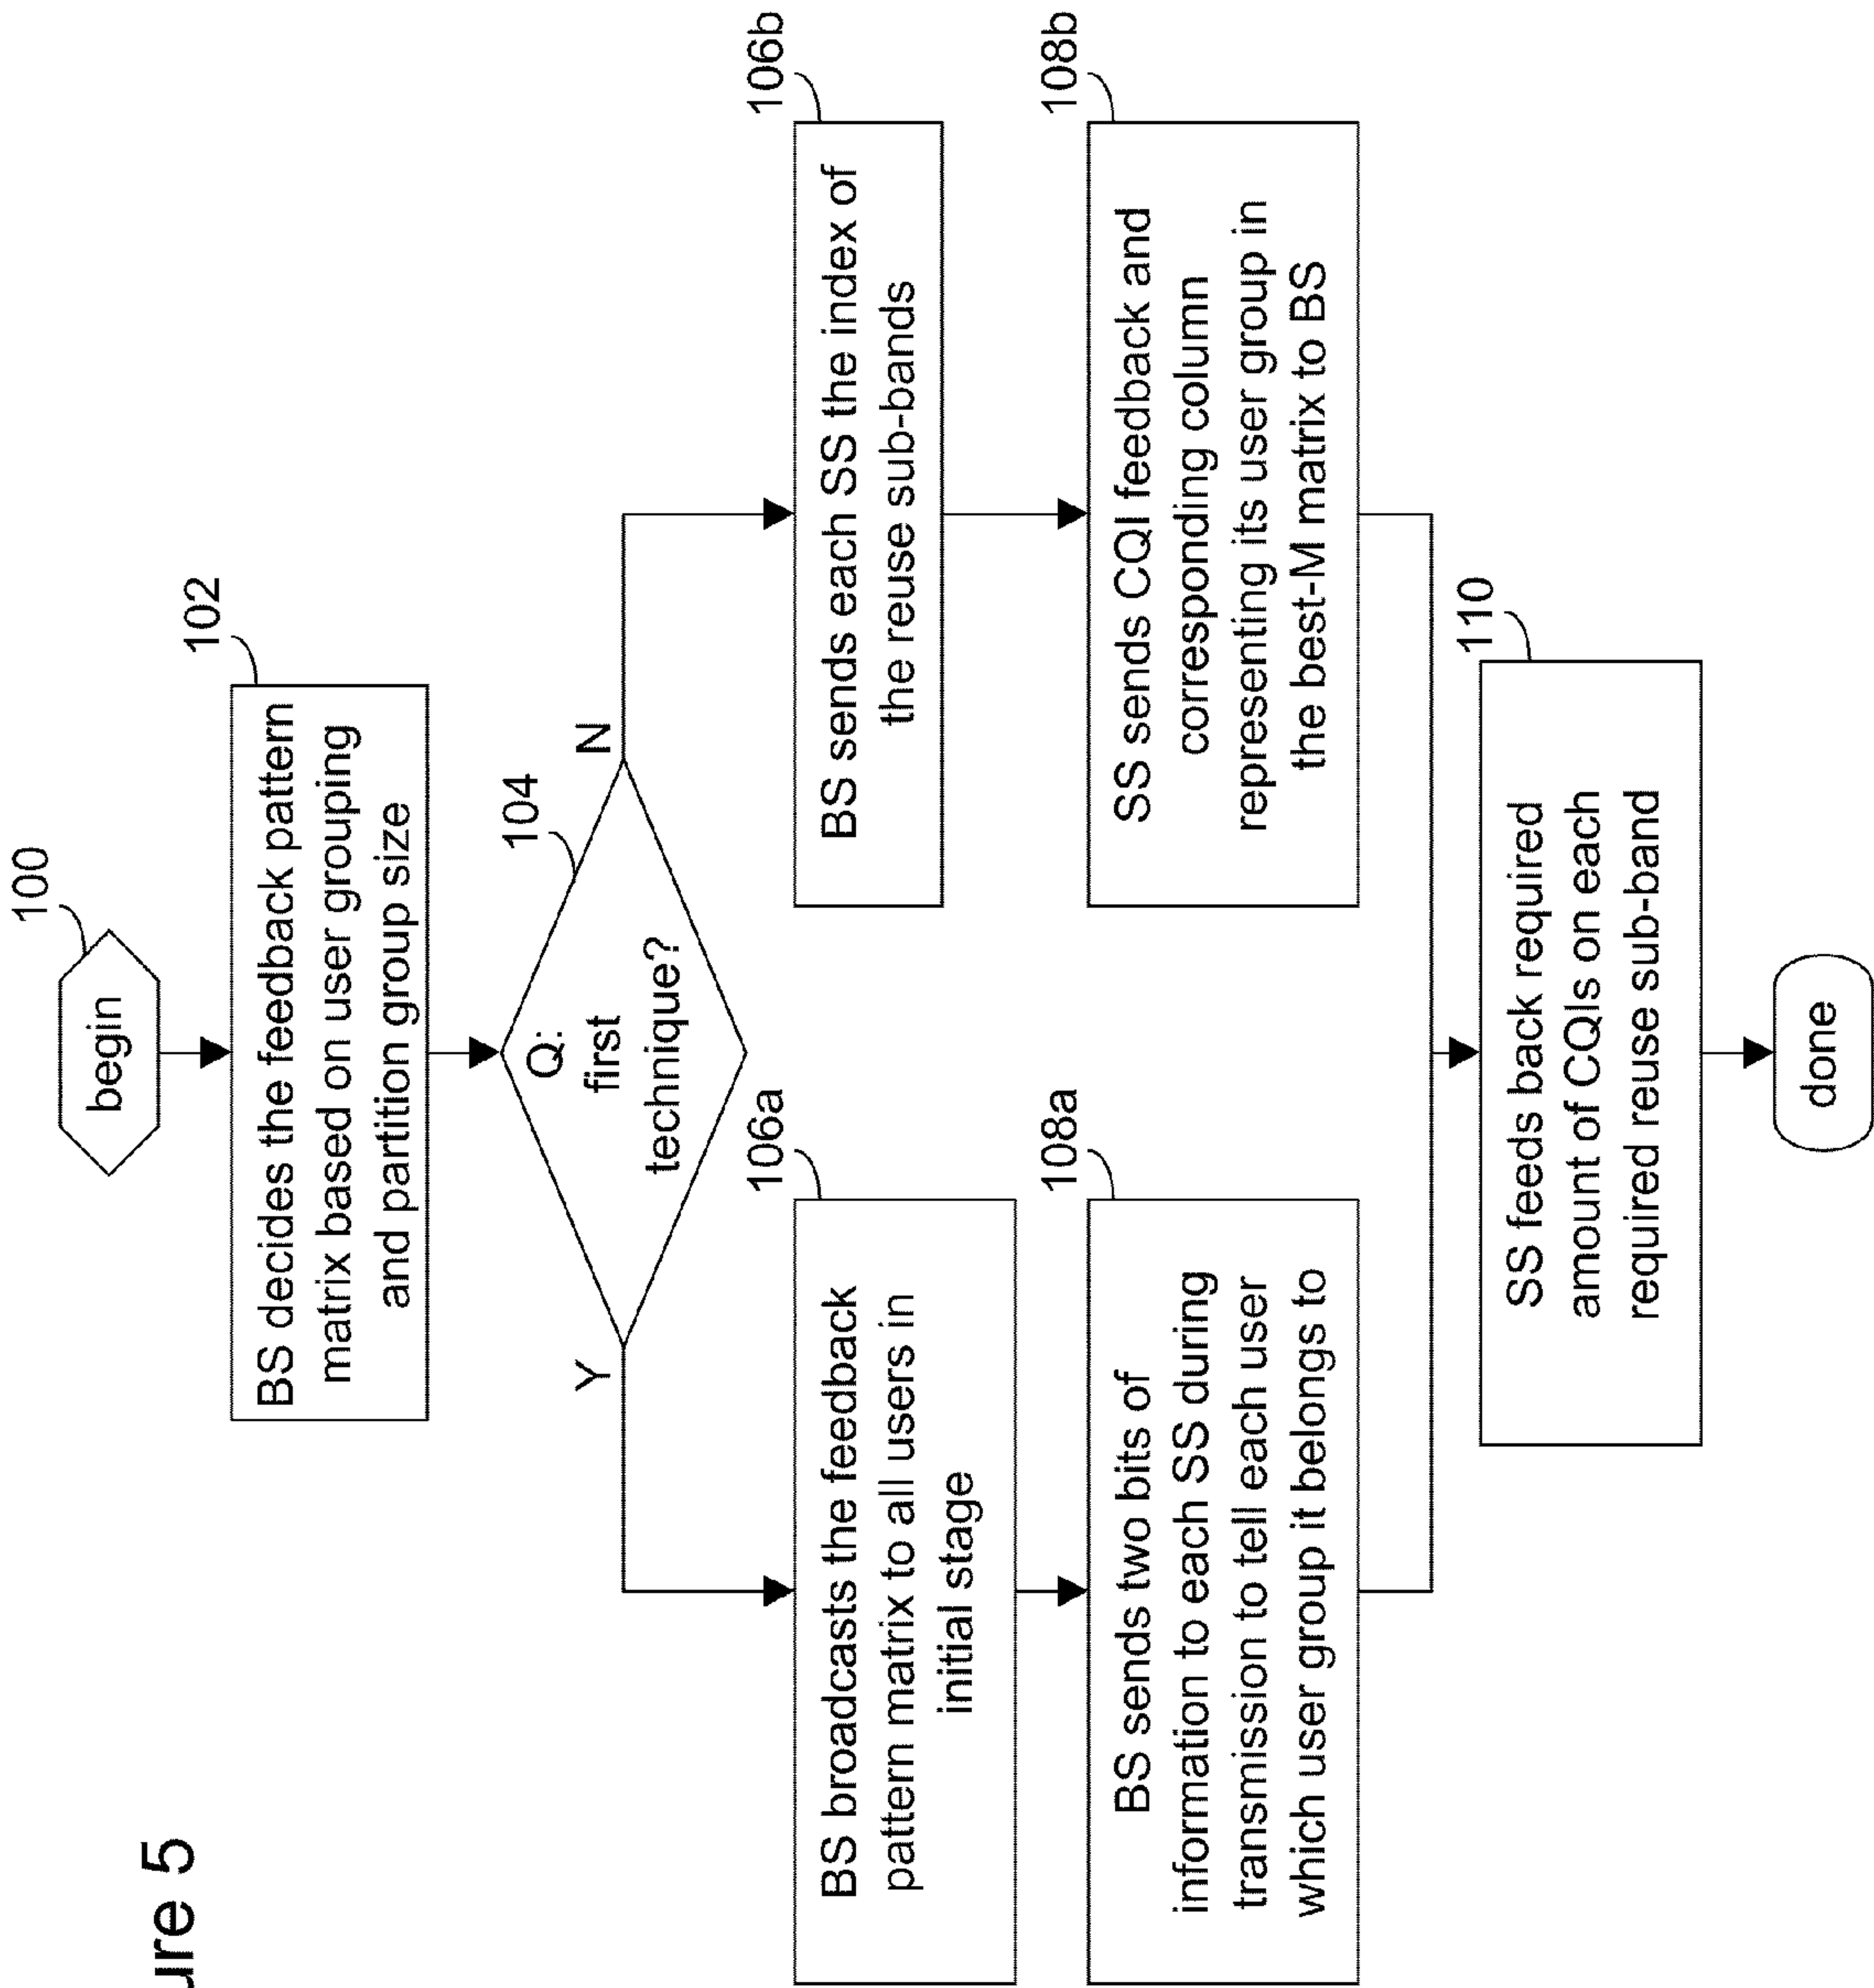 ure 5
100
begin
102
BS decides the feedback pattern
matrix based on user grouping
and partition group size
104
Q:
first
technique?
Y
N
106a
BS broadcasts the feedback
pattern matrix to all users in
initial stage
106b
BS sends each SS the index of
the reuse sub-bands
108a
BS sends two bits of
information to each SS during
transmission to tell each user
which user group it belongs to
108b
SS sends CQI feedback and
corresponding column
representing its user group in
the best-M matrix to BS
110
SS feeds back required
amount of CQIs on each
required reuse sub-band
done